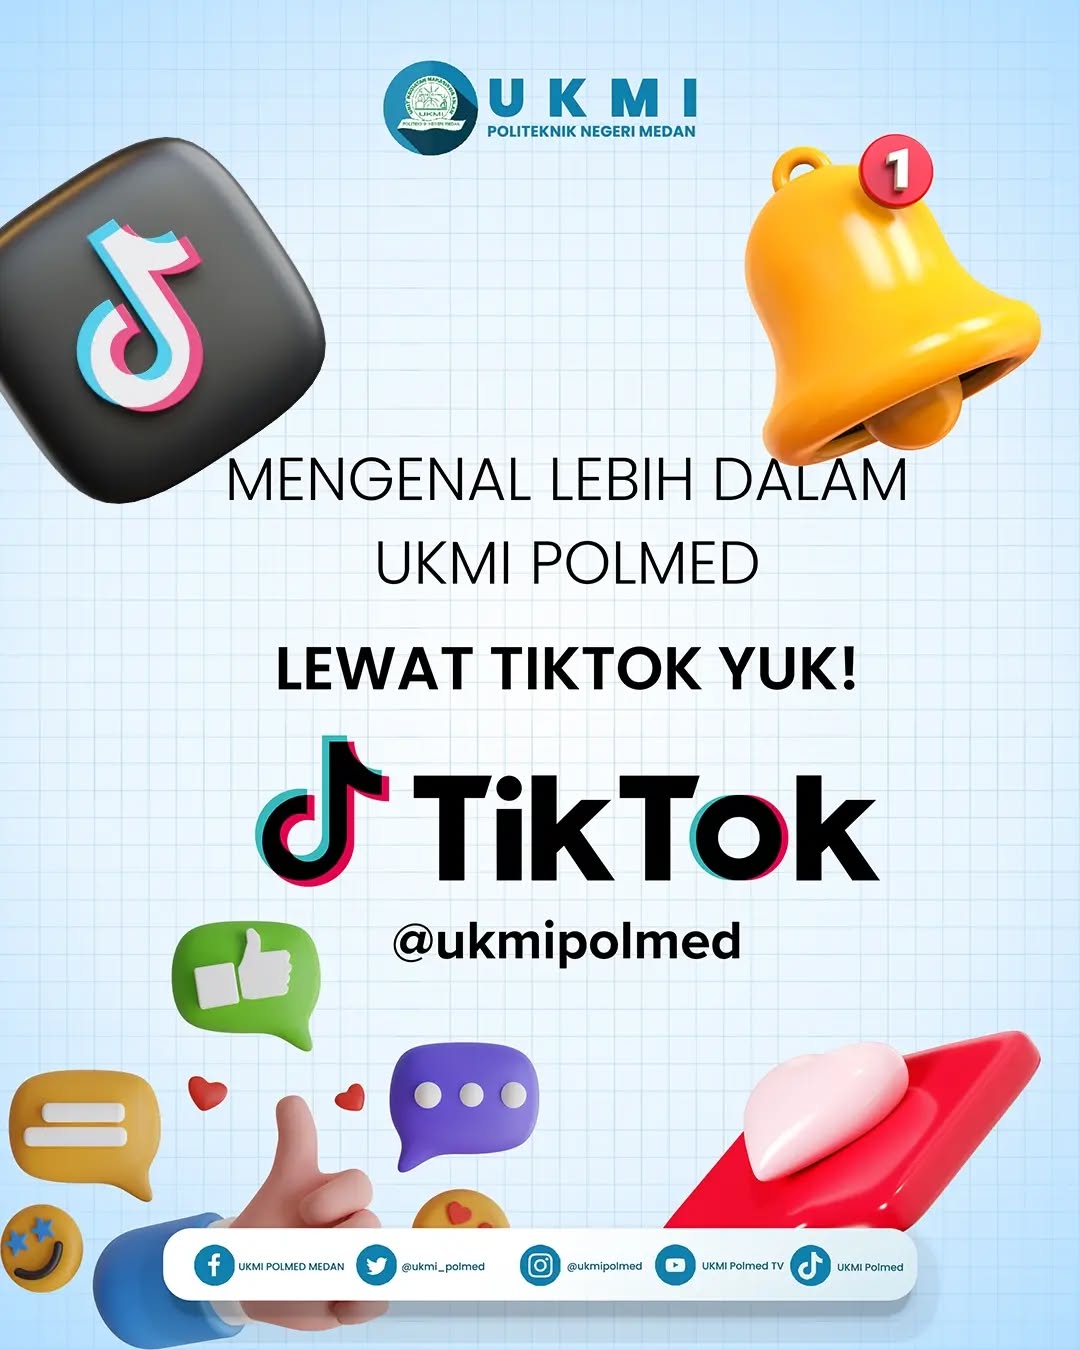 UKMI
POLITEKNIK NEGERI MEDAN
1
MENGENAL LEBIH DALAM
UKMI POLMED
LEWAT TIKTOK YUK!
TikTok
@ukmipolmed
UKMI POLMED MEDAN
@ukmi_polmed
@ukmipolmed
UKMI Polmed TV
UKMI Polmed